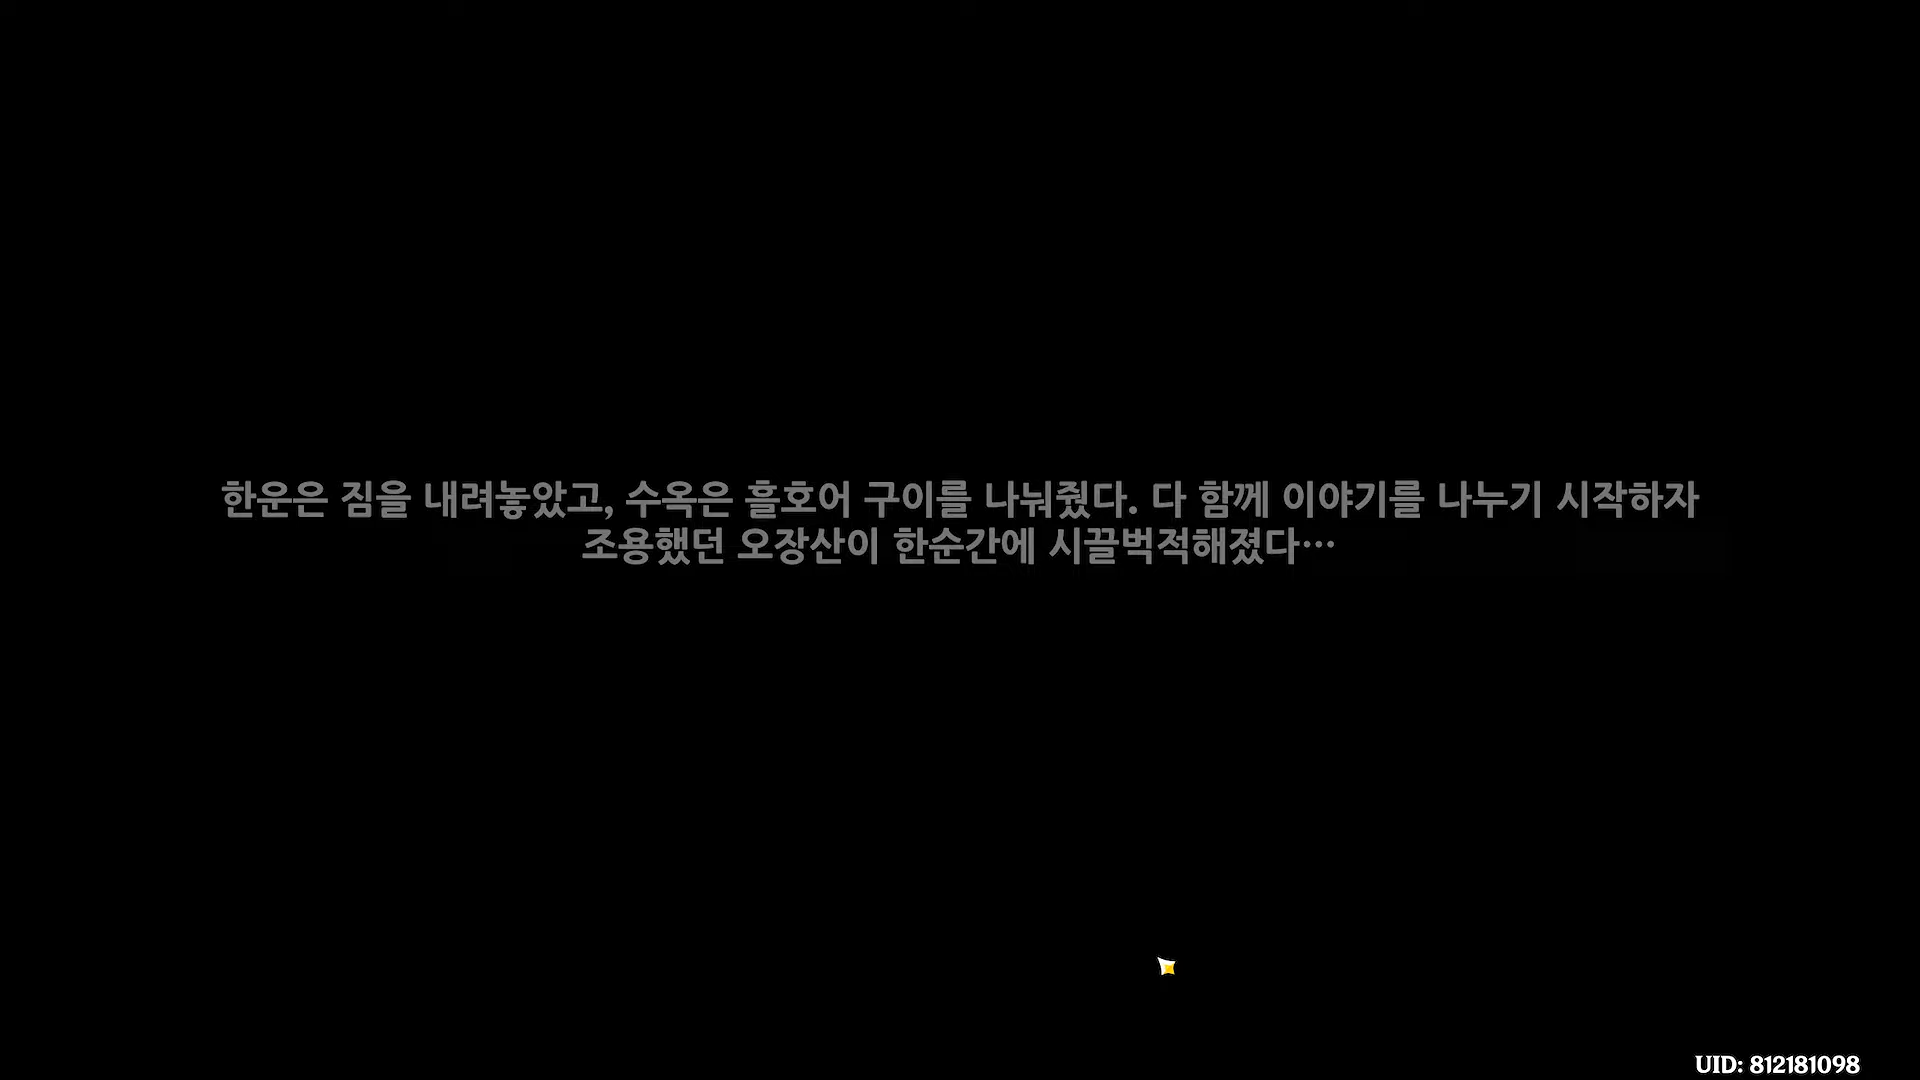 한운은 짐을 내려놓았고, 수옥은 흘호어 구이를 나눠줬다. 다 함께 이야기를 나누기 시작하자
조용했던 오장산이 한순간에 시끌벅적해졌다…
UID: 812181098